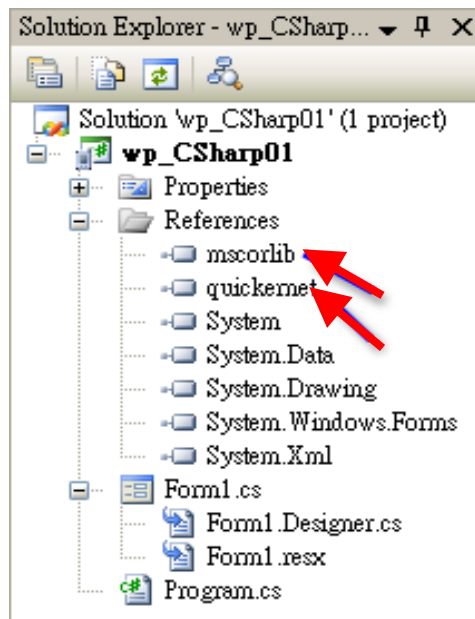 Solution Explorer - wp_CSharp...
Solution 'wp_CSharp01' (1 project)
wp_CSharp01
Properties
References
mscorlib
quickernet
System
System.Data
System.Drawing
System.Windows.Forms
System.Xml
Form1.cs
Form1.Designer.cs
Form1.resx
Program.cs